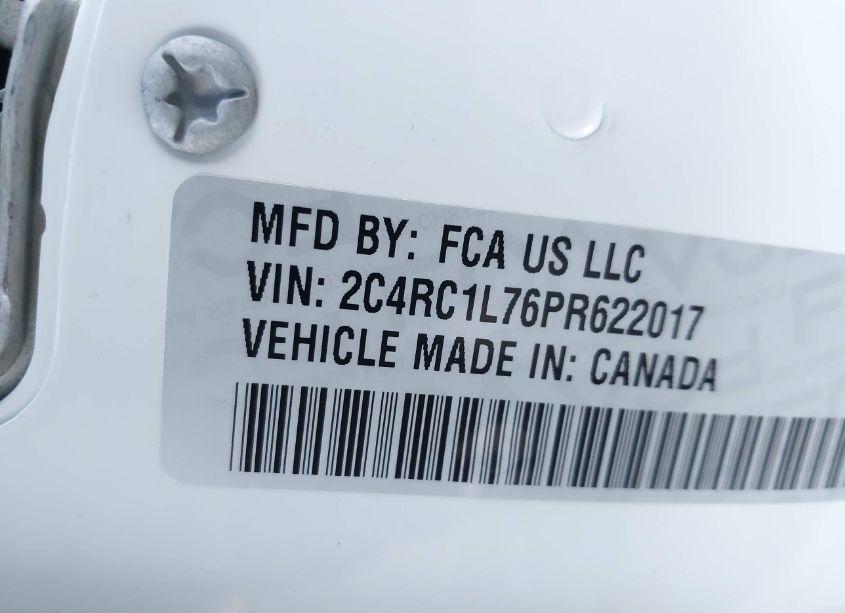 MFD BY: FCA US LLC
VIN: 2C4RC1L76PR622017
VEHICLE MADE IN: CANADA